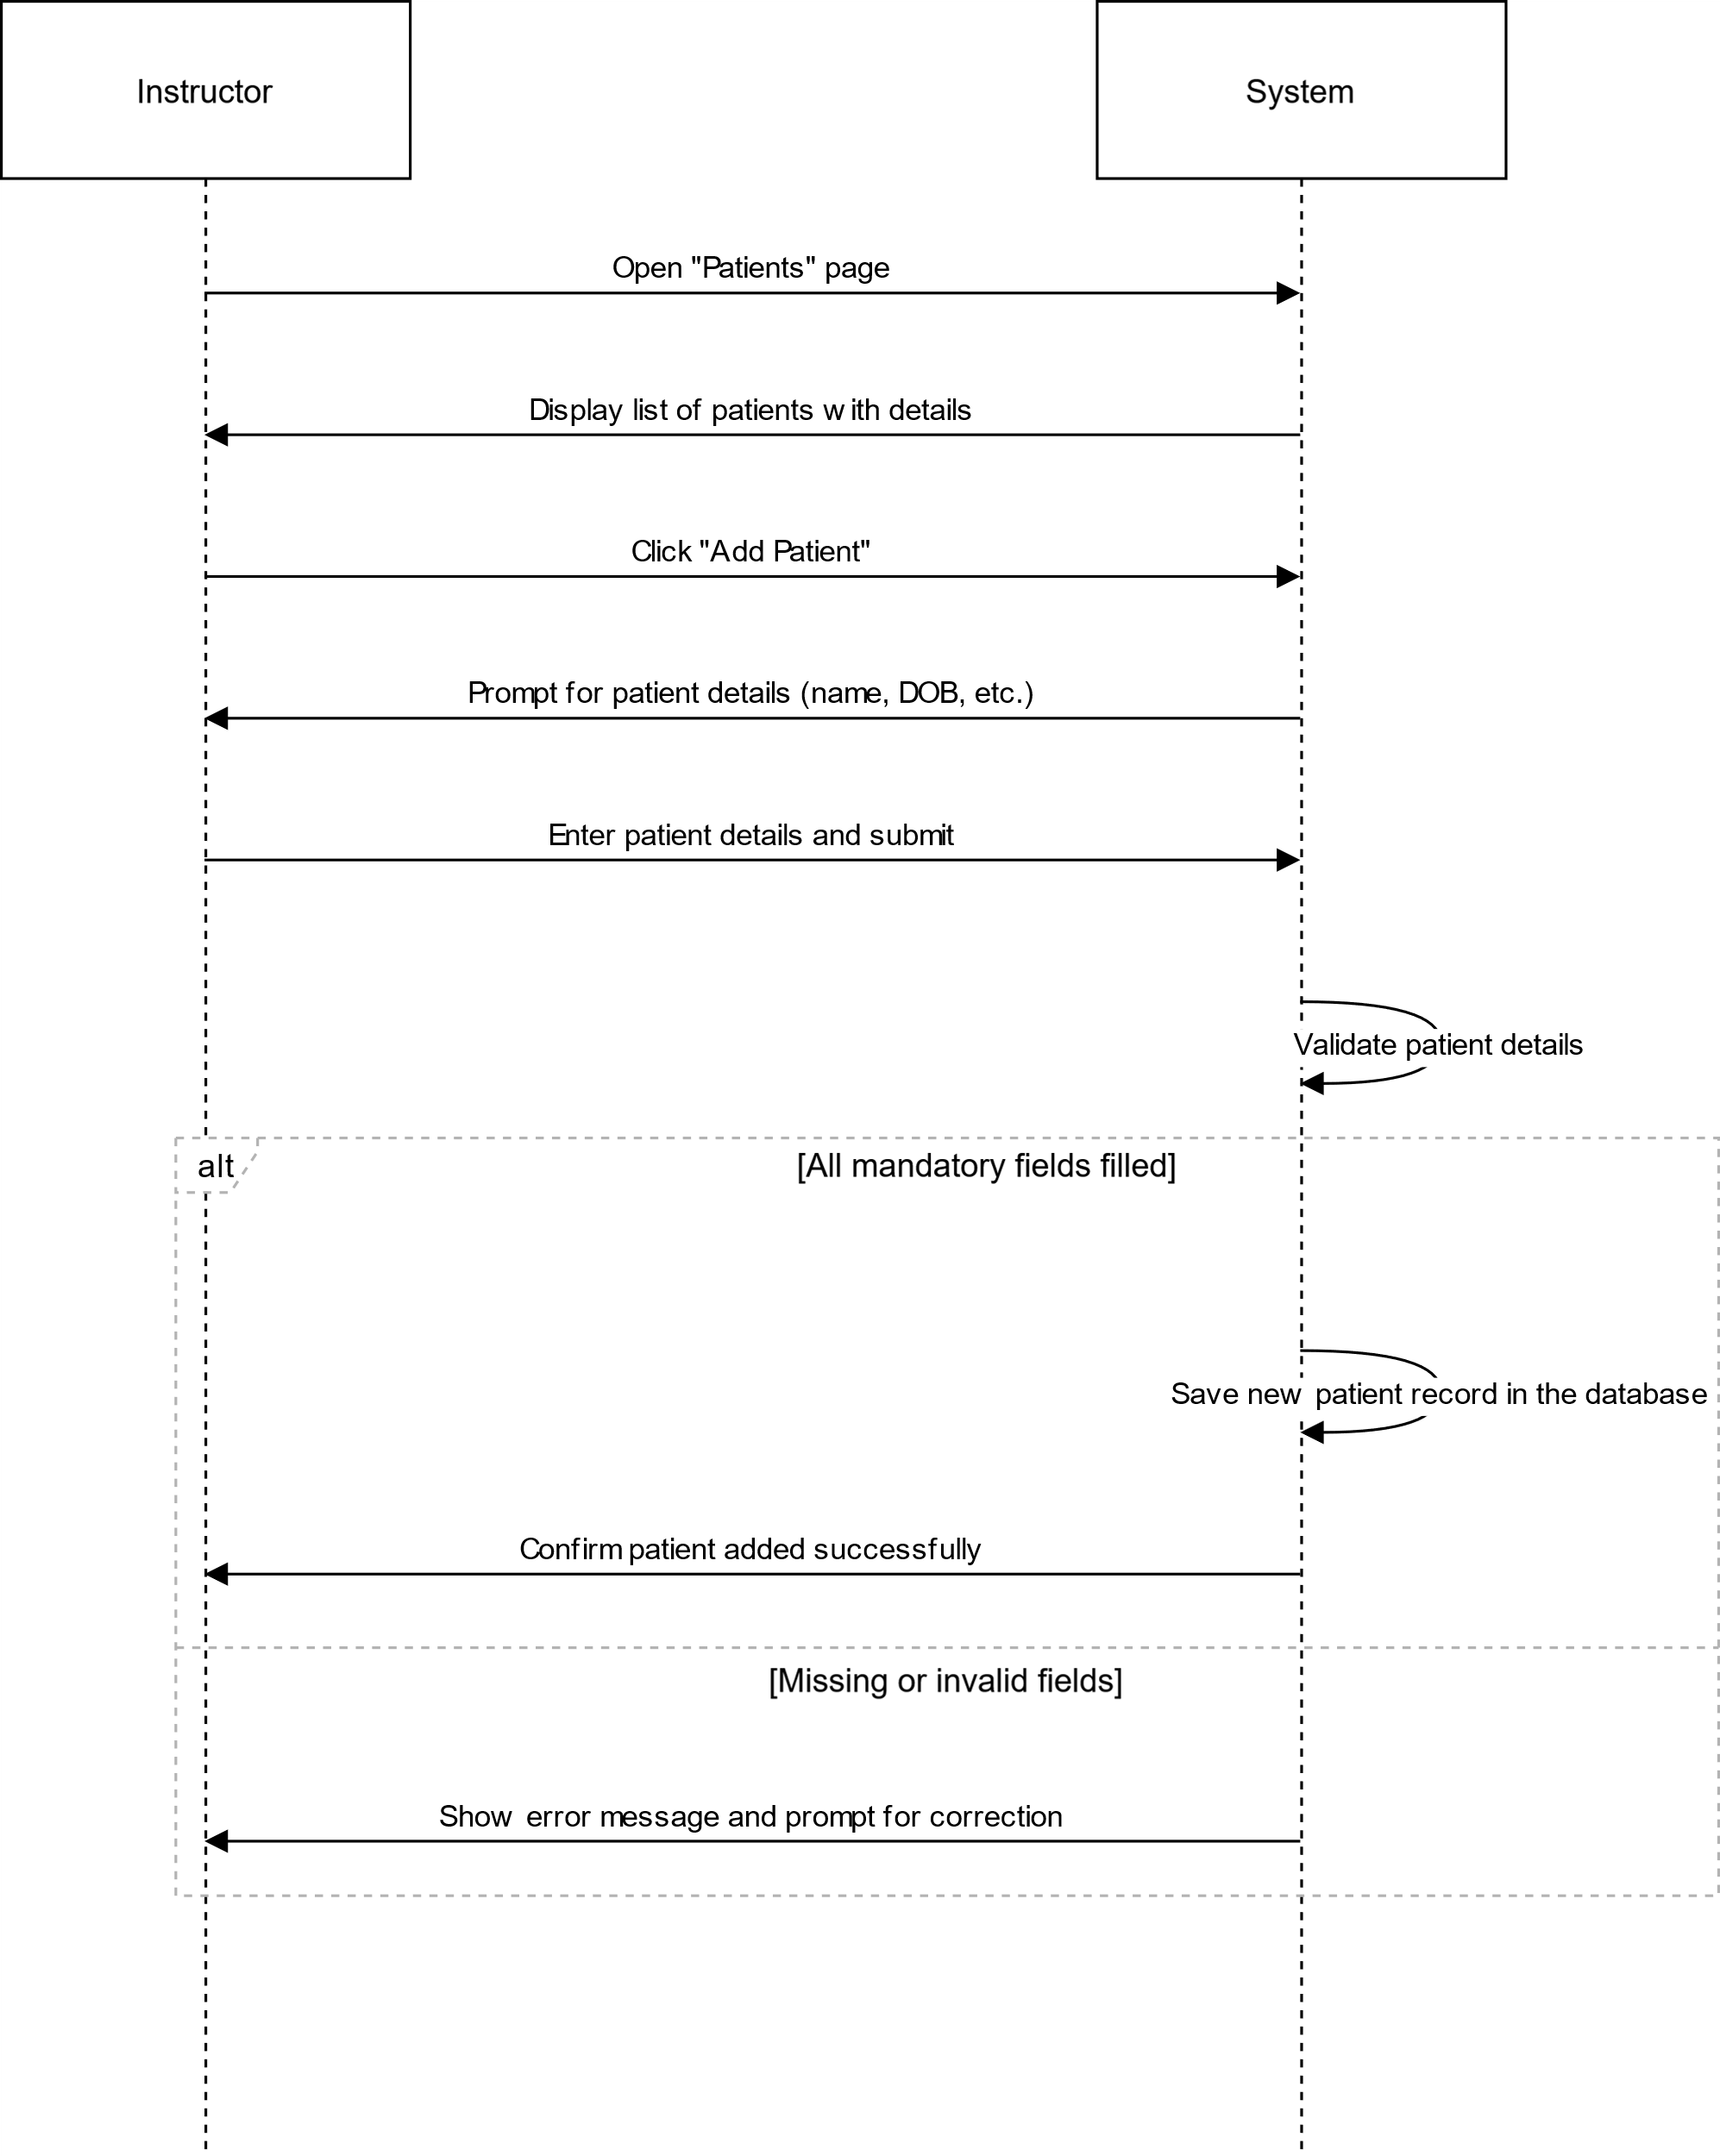 Instructor
System
Open "Patients" page
Display list of patients with details
Click "Add Patient"
Prompt for patient details (name, DOB, etc.)
Enter patient details and submit
Validate patient details
alt
[All mandatory fields filled]
Save new patient record in the database
Confirm patient added successfully
[Missing or invalid fields]
Show error message and prompt for correction